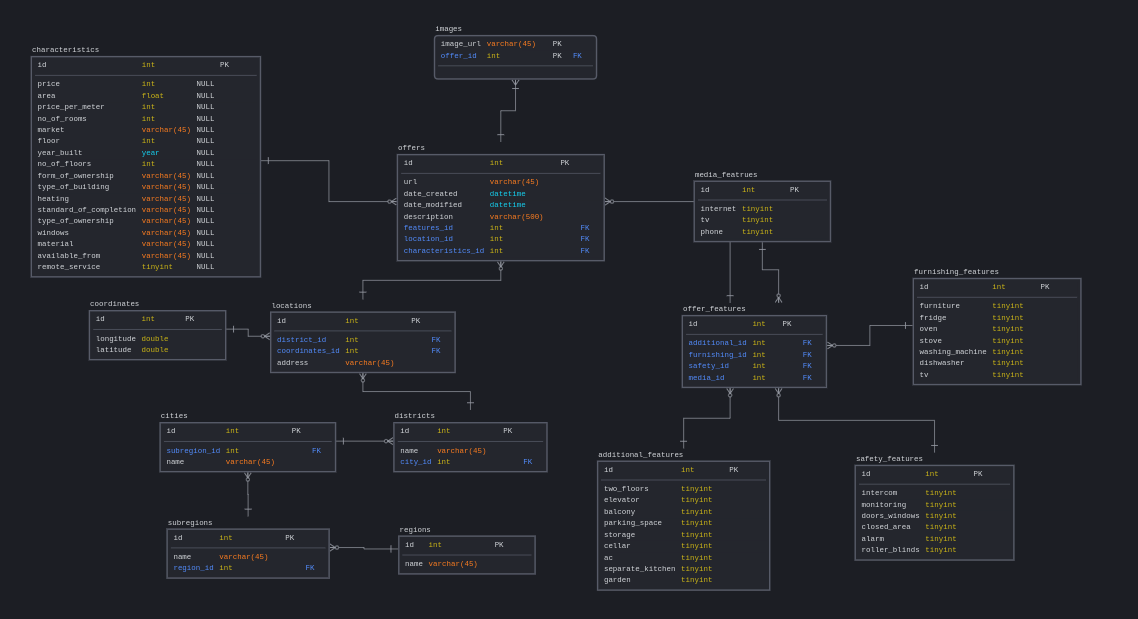 images
image_url varchar(45) PK
offer_id int PK FK
characteristics
id int PK
price int NULL
area float NULL
price_per_meter int NULL
no_of_rooms int NULL
market varchar(45) NULL
floor int NULL
year_built year NULL
no_of_floors int NULL
form_of_ownership varchar(45) NULL
type_of_building varchar(45) NULL
heating varchar(45) NULL
standard_of_completion varchar(45) NULL
type_of_ownership varchar(45) NULL
windows varchar(45) NULL
material varchar(45) NULL
available_from varchar(45) NULL
remote_service tinyint NULL
offers
id int PK
url varchar(45)
date_created datetime
date_modified datetime
description varchar(500)
features_id int FK
location_id int FK
characteristics_id int FK
media_featrues
id int PK
internet tinyint
tv tinyint
phone tinyint
furnishing_features
id int PK
furniture tinyint
fridge tinyint
oven tinyint
stove tinyint
washing_machine tinyint
dishwasher tinyint
tv tinyint
coordinates
id int PK
longitude double
latitude double
locations
id int PK
district_id int FK
coordinates_id int FK
address varchar(45)
offer_features
id int PK
additional_id int FK
furnishing_id int FK
safety_id int FK
media_id int FK
cities
id int PK
subregion_id int FK
name varchar(45)
districts
id int PK
name varchar(45)
city_id int FK
additional_features
id int PK
two_floors tinyint
elevator tinyint
balcony tinyint
parking_space tinyint
storage tinyint
cellar tinyint
ac tinyint
separate_kitchen tinyint
garden tinyint
safety_features
id int PK
intercom tinyint
monitoring tinyint
doors_windows tinyint
closed_area tinyint
alarm tinyint
roller_blinds tinyint
subregions
id int PK
name varchar(45)
region_id int FK
regions
id int PK
name varchar(45)